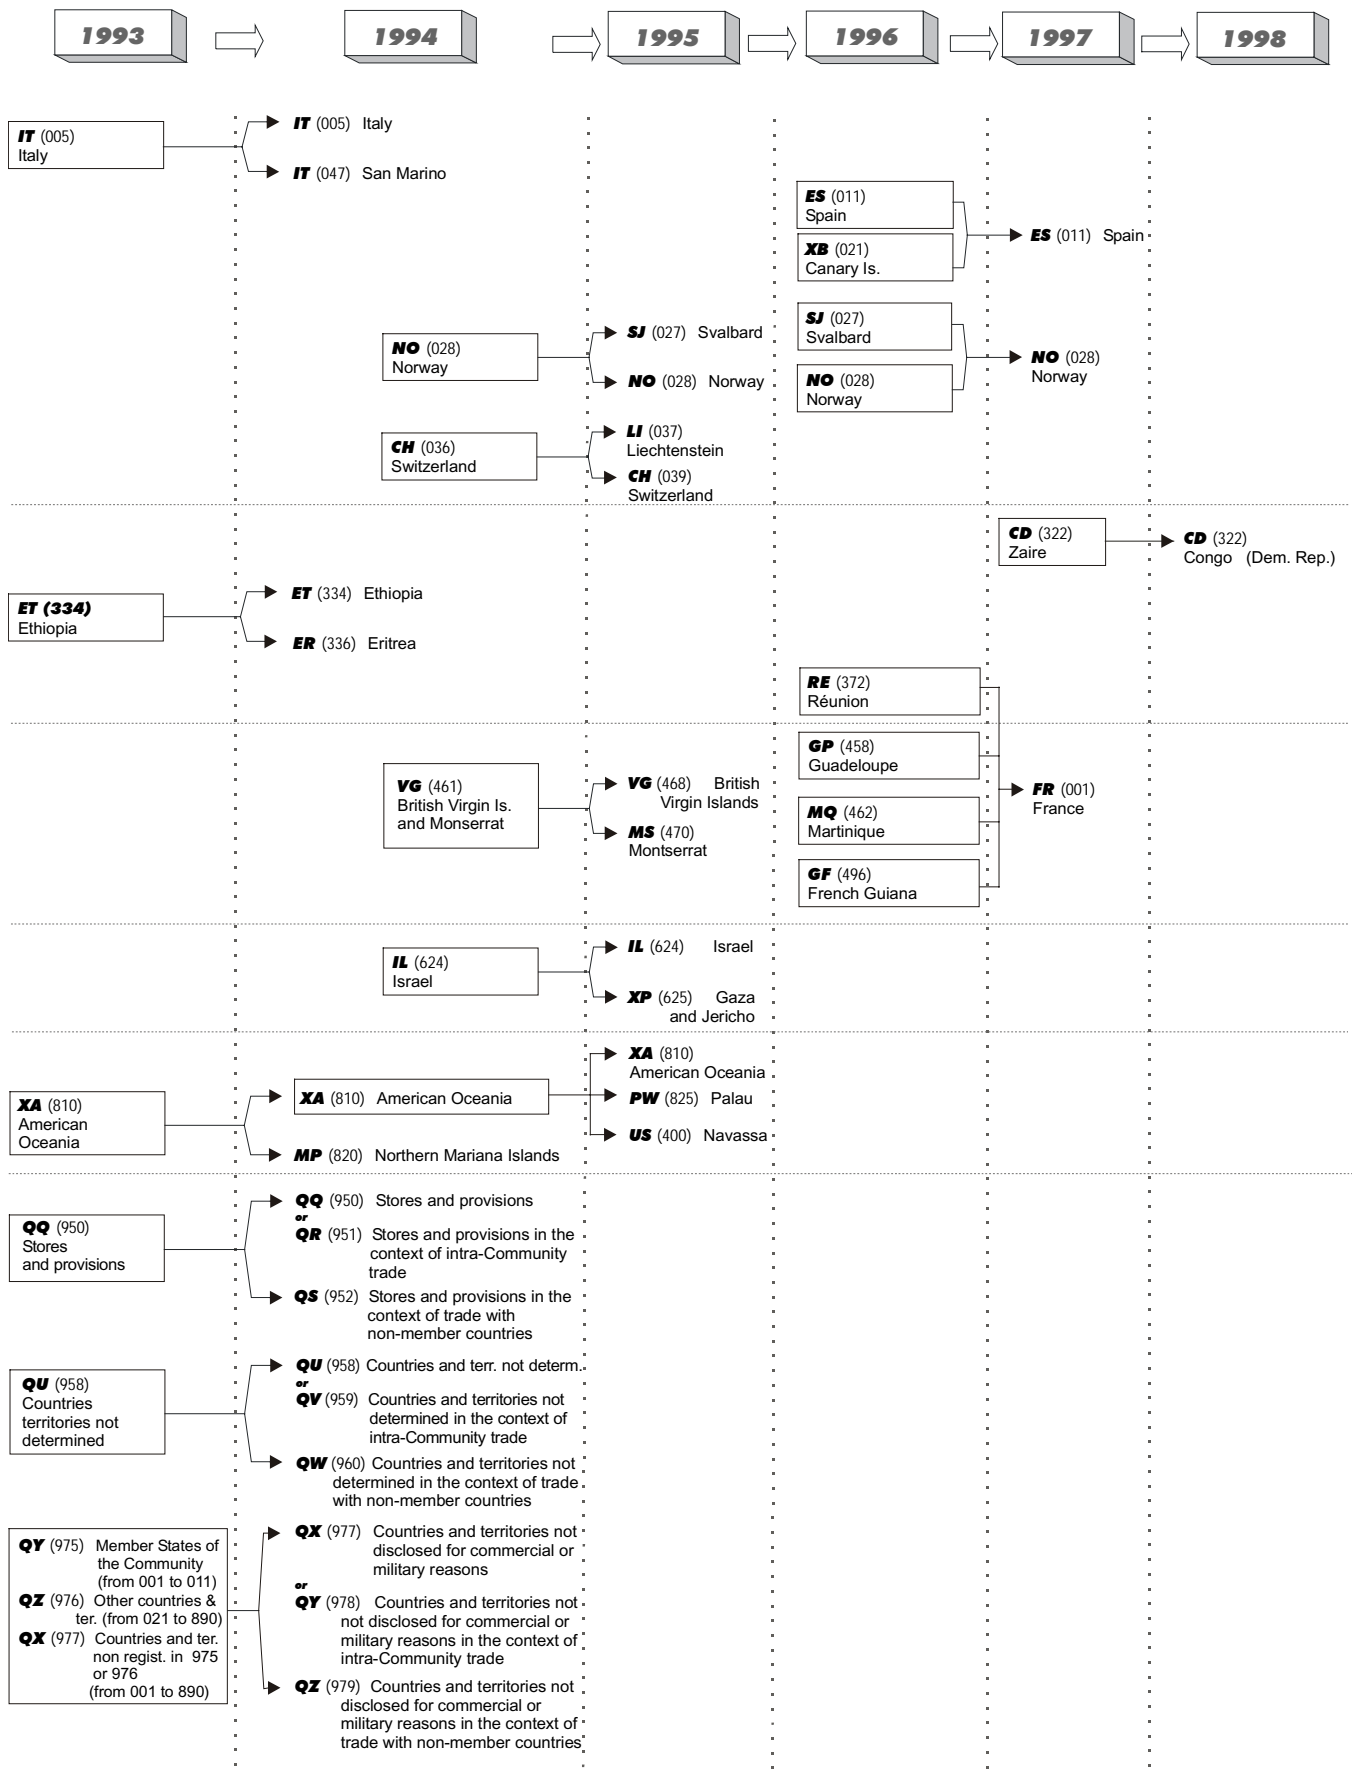 1993 1994 1995 1996 1997 1998
IT (005)
Italy
IT (005) Italy
IT (047) San Marino
ES (011)
Spain
XB (021)
Canary Is.
ES (011) Spain
NO (028)
Norway
SJ (027) Svalbard
NO (028) Norway
SJ (027)
Svalbard
NO (028)
Norway
NO (028)
Norway
CH (036)
Switzerland
LI (037)
Liechtenstein
CH (039)
Switzerland
CD (322)
Zaire
CD (322)
Congo (Dem. Rep.)
ET (334)
Ethiopia
ET (334) Ethiopia
ER (336) Eritrea
RE (372)
Réunion
GP (458)
Guadeloupe
MQ (462)
Martinique
GF (496)
French Guiana
FR (001)
France
VG (461)
British Virgin Is.
and Monserrat
VG (468) British
Virgin Islands
MS (470)
Montserrat
IL (624)
Israel
IL (624) Israel
XP (625) Gaza
and Jericho
XA (810)
American
Oceania
XA (810) American Oceania
MP (820) Northern Mariana Islands
XA (810)
American Oceania
PW (825) Palau
US (400) Navassa
QQ (950)
Stores
and provisions
QQ (950) Stores and provisions
or
QR (951) Stores and provisions in the
context of intra-Community
trade
QS (952) Stores and provisions in the
context of trade with
non-member countries
QU (958)
Countries
territories not
determined
QU (958) Countries and terr. not determ.
or
QV (959) Countries and territories not
determined in the context of
intra-Community trade
QW (960) Countries and territories not
determined in the context of trade
with non-member countries
QY (975) Member States of
the Community
(from 001 to 011)
QZ (976) Other countries &
ter. (from 021 to 890)
QX (977) Countries and ter.
non regist. in 975
or 976
(from 001 to 890)
QX (977) Countries and territories not
disclosed for commercial or
military reasons
or
QY (978) Countries and territories not
not disclosed for commercial or
military reasons in the context of
intra-Community trade
QZ (979) Countries and territories not
disclosed for commercial or
military reasons in the context of
trade with non-member countries